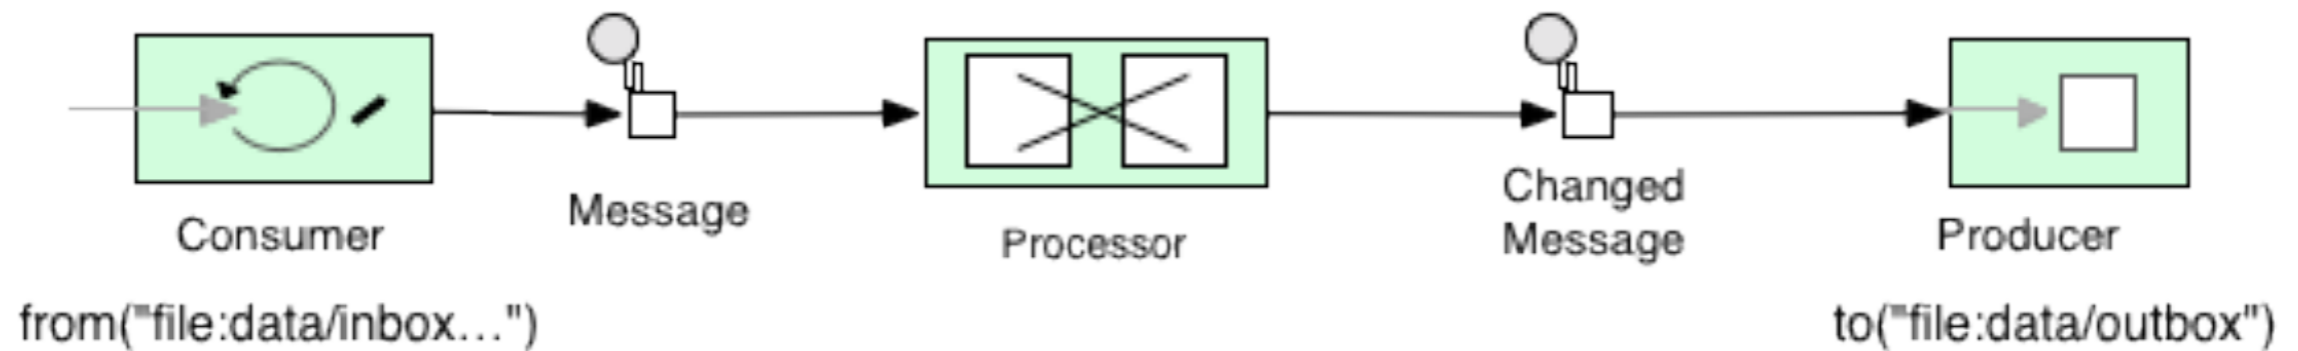 Consumer
Message
Processor
Changed
Message
Producer
from("file:data/inbox...")
to("file:data/outbox")